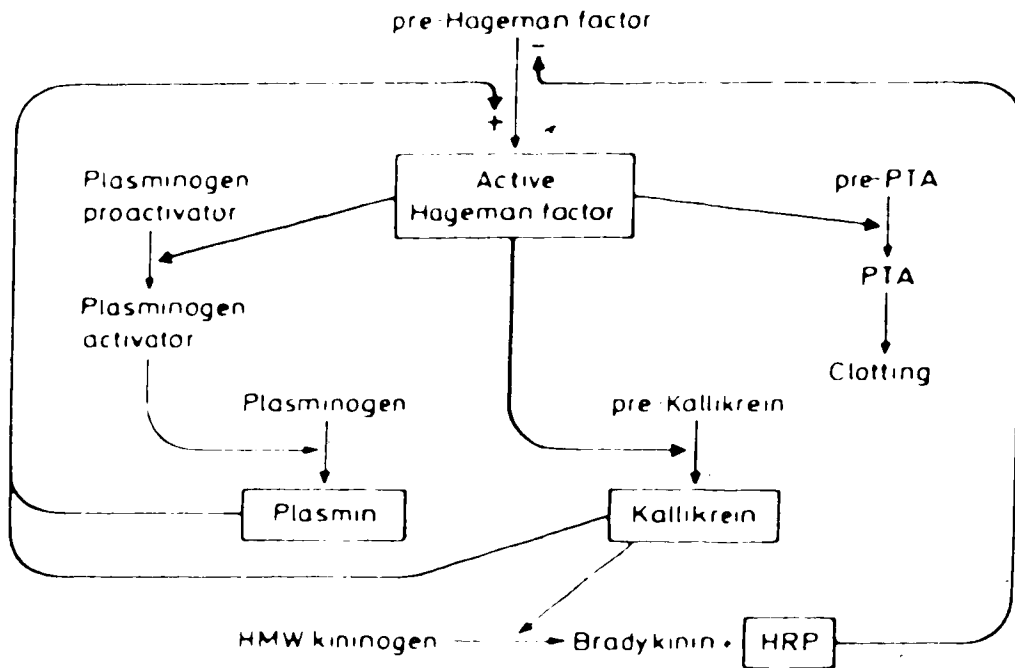 pre-Hageman factor
−
+
Plasminogen
proactivator
Active
Hageman factor
pre-PTA
PTA
Plasminogen
activator
Clotting
Plasminogen
pre-Kallikrein
Plasmin
Kallikrein
HMW kininogen
Bradykinin + HRP